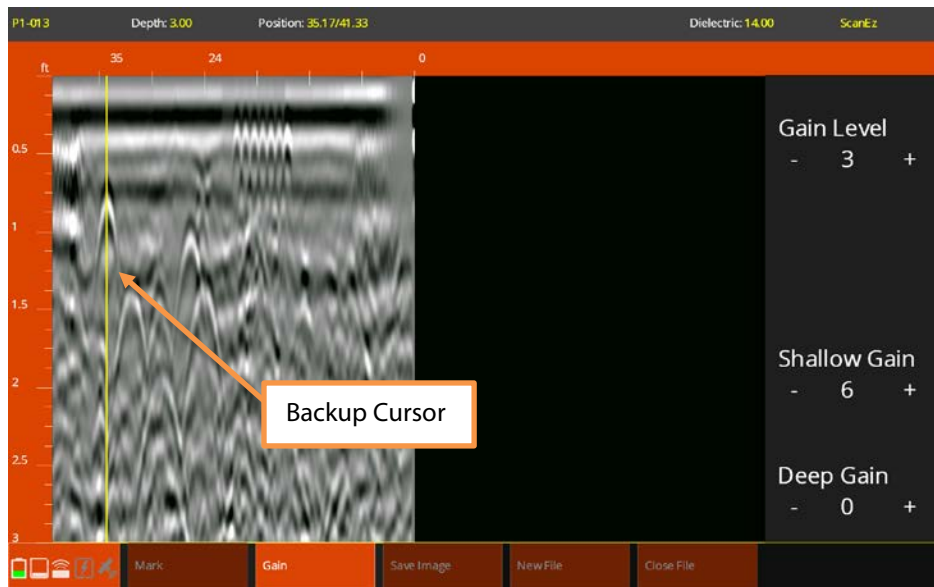 P1-013 Depth: 3.00 Position: 35.17/41.33 Dielectric: 14.00 ScanEz
ft 35 24 0
0.5
1
1.5
2
2.5
3
Backup Cursor
Gain Level
- 3 +
Shallow Gain
- 6 +
Deep Gain
- 0 +
Mark Gain Save Image New File Close File